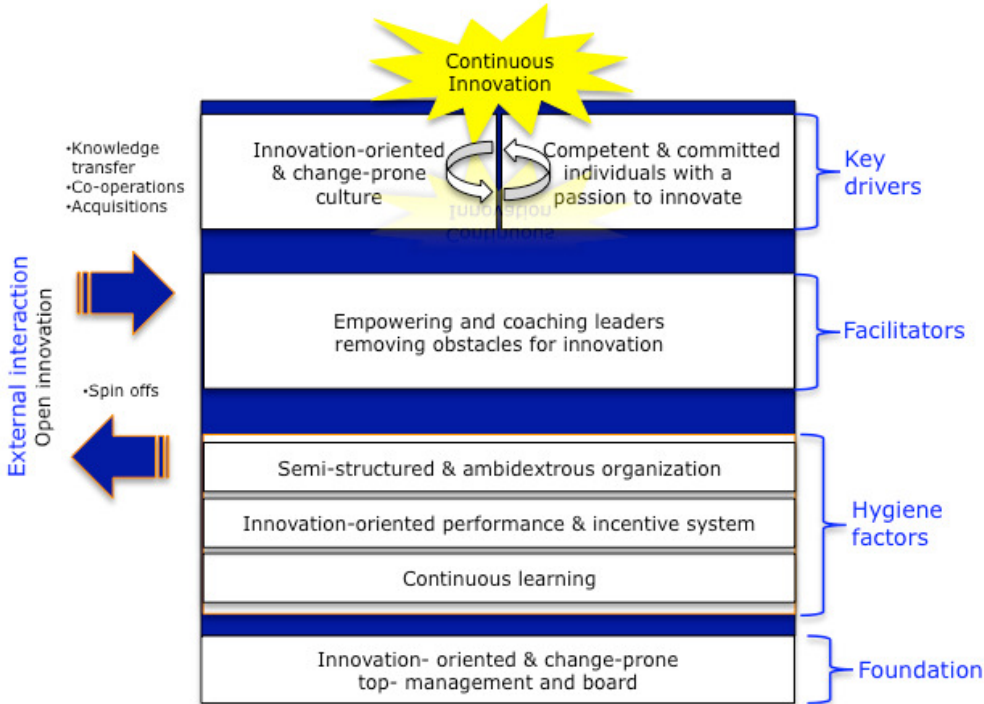 Continuous
Innovation
•Knowledge
transfer
•Co-operations
•Acquisitions
Innovation-oriented
& change-prone
culture
Competent & committed
individuals with a
passion to innovate
Innovation
Continuous
Key
drivers
External interaction
Open innovation
Empowering and coaching leaders
removing obstacles for innovation
Facilitators
•Spin offs
Semi-structured & ambidextrous organization
Innovation-oriented performance & incentive system
Continuous learning
Hygiene
factors
Innovation- oriented & change-prone
top- management and board
Foundation